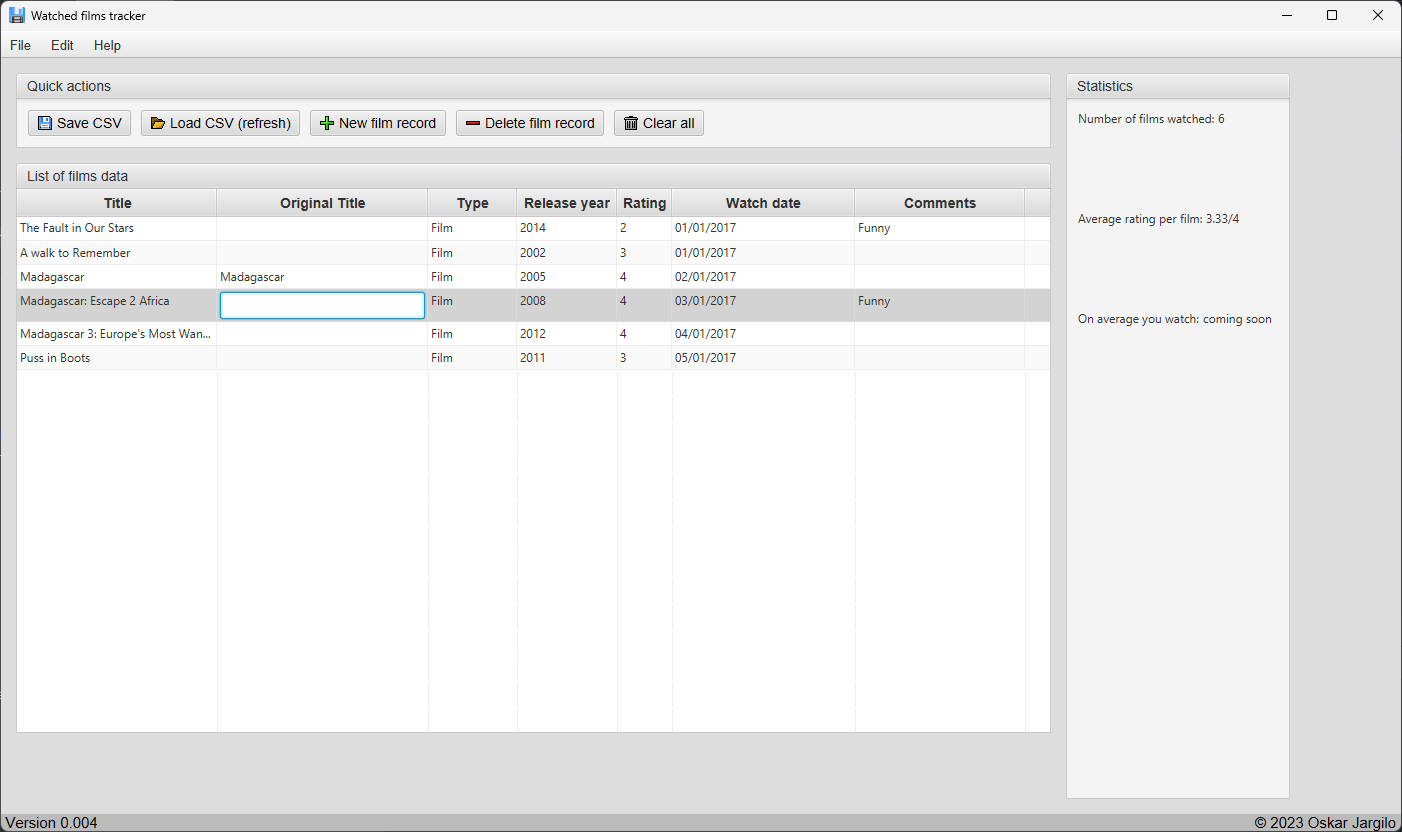 Watched films tracker
File Edit Help
Quick actions
Save CSV Load CSV (refresh) New film record Delete film record Clear all
List of films data
Title Original Title Type Release year Rating Watch date Comments
The Fault in Our Stars Film 2014 2 01/01/2017 Funny
A walk to Remember Film 2002 3 01/01/2017
Madagascar Madagascar Film 2005 4 02/01/2017
Madagascar: Escape 2 Africa Film 2008 4 03/01/2017 Funny
Madagascar 3: Europe's Most Wan... Film 2012 4 04/01/2017
Puss in Boots Film 2011 3 05/01/2017
Statistics
Number of films watched: 6
Average rating per film: 3.33/4
On average you watch: coming soon
Version 0.004
© 2023 Oskar Jargilo